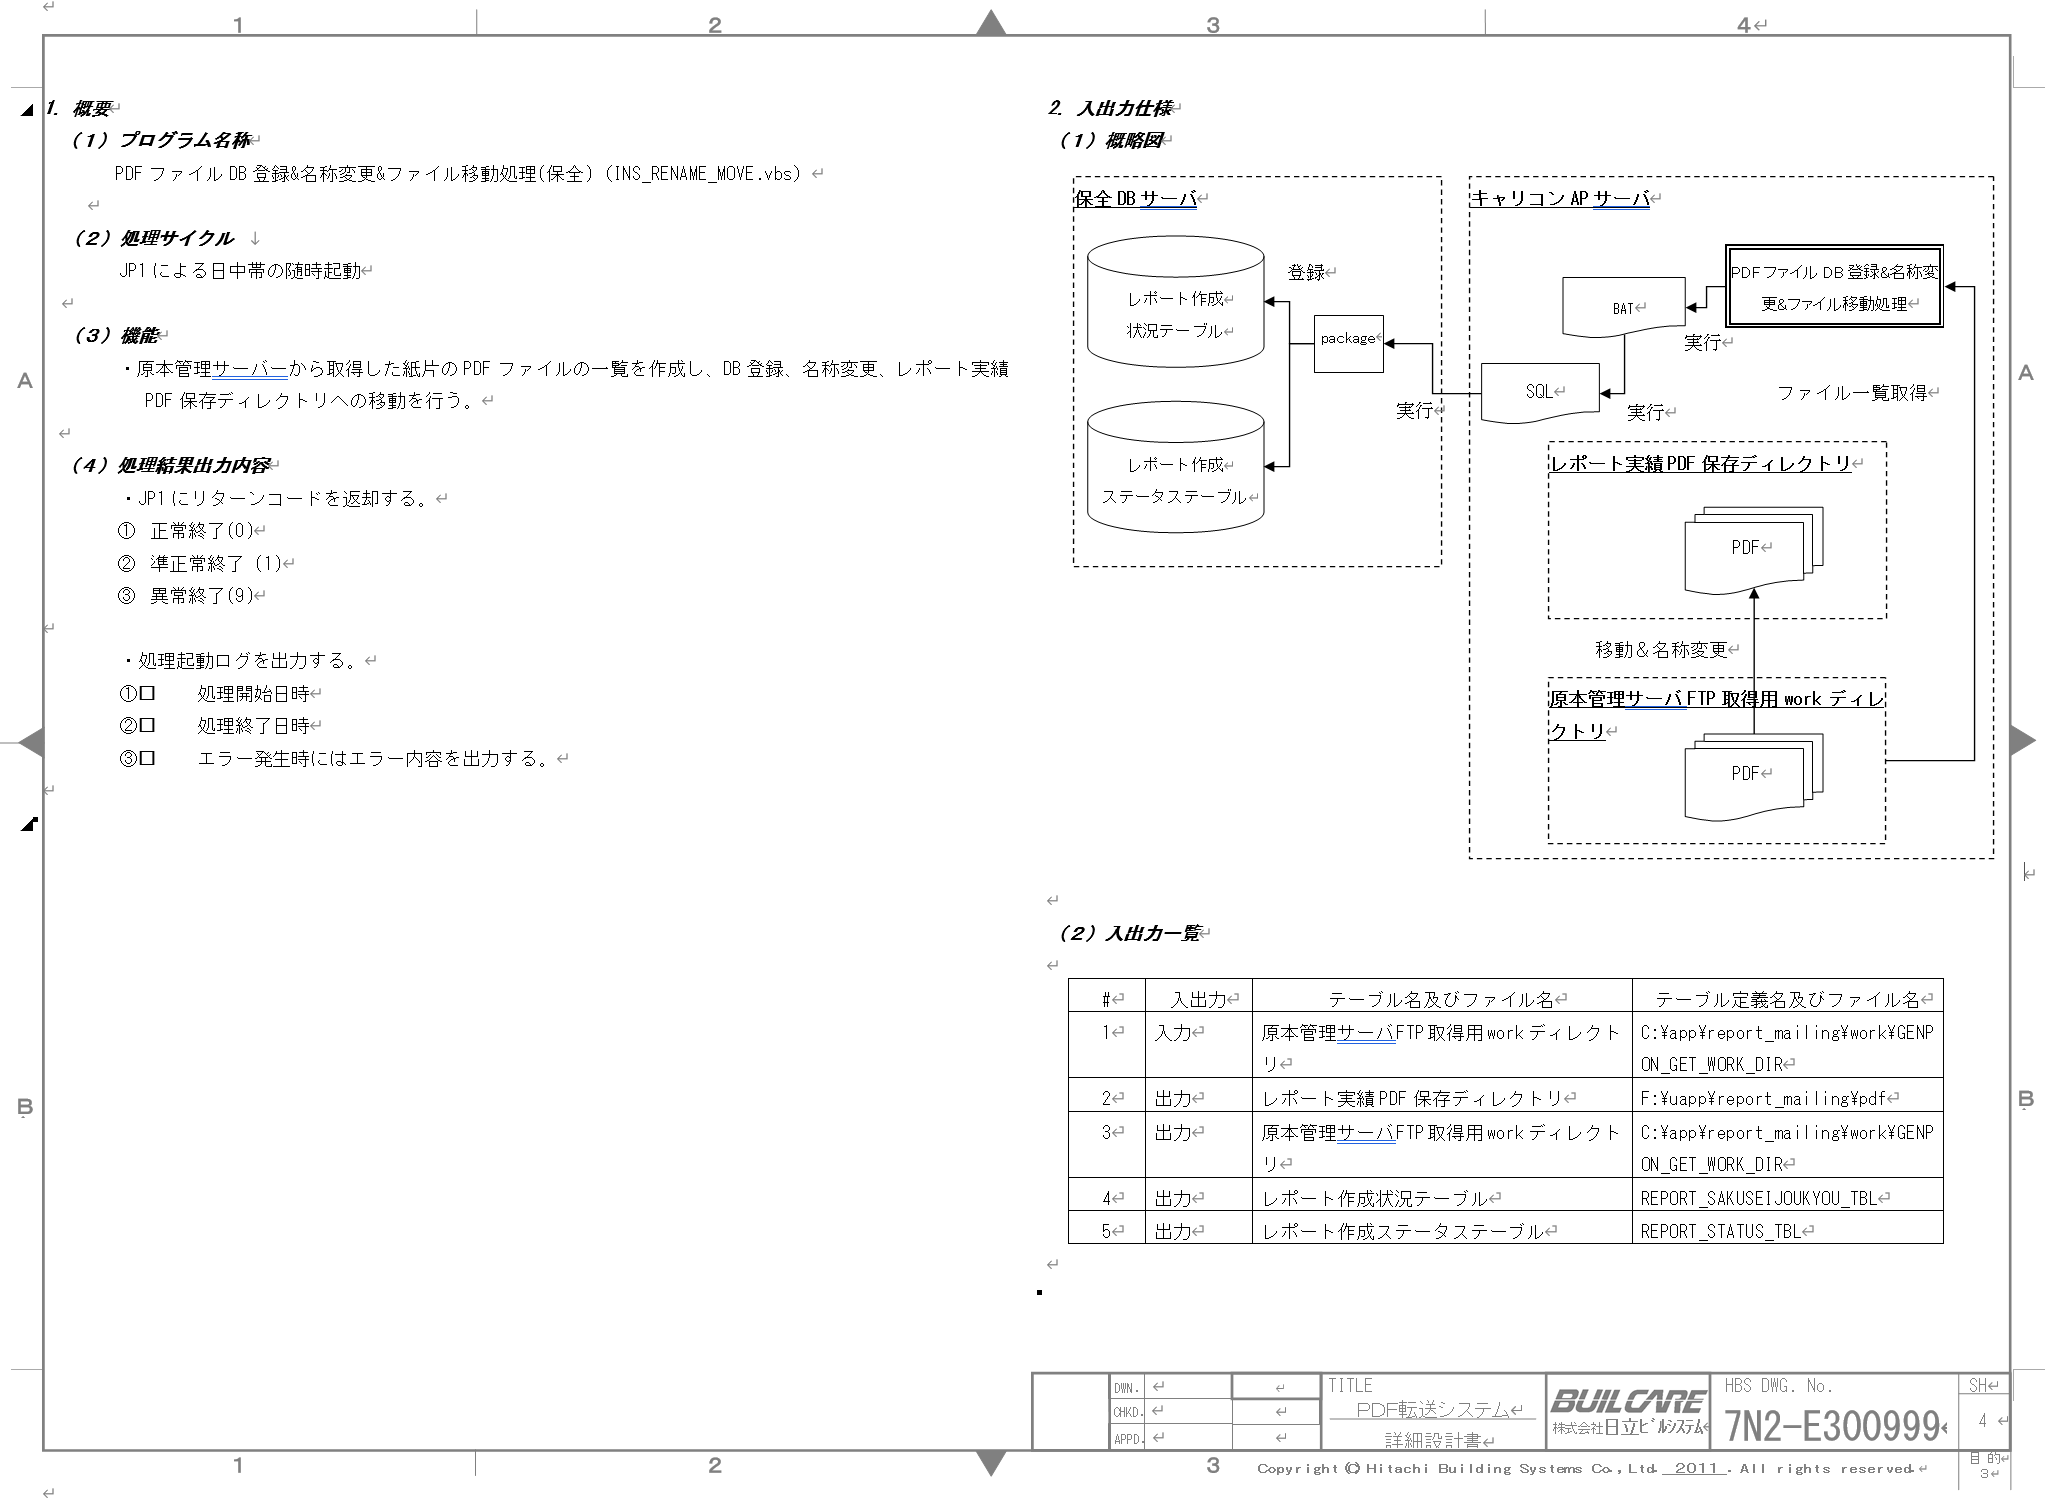 1 2 3 4
1. 概要
(1) プログラム名称
PDF ファイル DB 登録&名称変更&ファイル移動処理(保全) (INS_RENAME_MOVE.vbs)
(2) 処理サイクル ↓
JP1 による日中帯の随時起動
(3) 機能
・原本管理サーバーから取得した紙片の PDF ファイルの一覧を作成し、DB 登録、名称変更、レポート実績
PDF 保存ディレクトリへの移動を行う。
(4) 処理結果出力内容
・JP1 にリターンコードを返却する。
① 正常終了(0)
② 準正常終了 (1)
③ 異常終了(9)
・処理起動ログを出力する。
①□ 処理開始日時
②□ 処理終了日時
③□ エラー発生時にはエラー内容を出力する。
2. 入出力仕様
(1) 概略図
保全 DB サーバ
レポート作成
状況テーブル
登録
package
レポート作成
ステータステーブル
実行
キャリコン AP サーバ
PDF ファイル DB 登録&名称変
更&ファイル移動処理
BAT
実行
SQL
実行
ファイル一覧取得
レポート実績 PDF 保存ディレクトリ
PDF
移動＆名称変更
原本管理サーバ FTP 取得用 work ディレ
クトリ
PDF
(2) 入出力一覧
# 入出力 テーブル名及びファイル名 テーブル定義名及びファイル名
1 入力 原本管理サーバ FTP 取得用 work ディレクト C:¥app¥report_mailing¥work¥GENP
リ ON_GET_WORK_DIR
2 出力 レポート実績 PDF 保存ディレクトリ F:¥uapp¥report_mailing¥pdf
3 出力 原本管理サーバ FTP 取得用 work ディレクト C:¥app¥report_mailing¥work¥GENP
リ ON_GET_WORK_DIR
4 出力 レポート作成状況テーブル REPORT_SAKUSEIJOUKYOU_TBL
5 出力 レポート作成ステータステーブル REPORT_STATUS_TBL
A A
B B
DWN.
CHKD.
APPD.
TITLE
PDF転送システム
詳細設計書
BUILCARE
株式会社日立ビルシステム
HBS DWG. No.
7N2-E300999
SH
4
目的
3
1 2 3
Copyright © Hitachi Building Systems Co., Ltd. 2011 . All rights reserved.